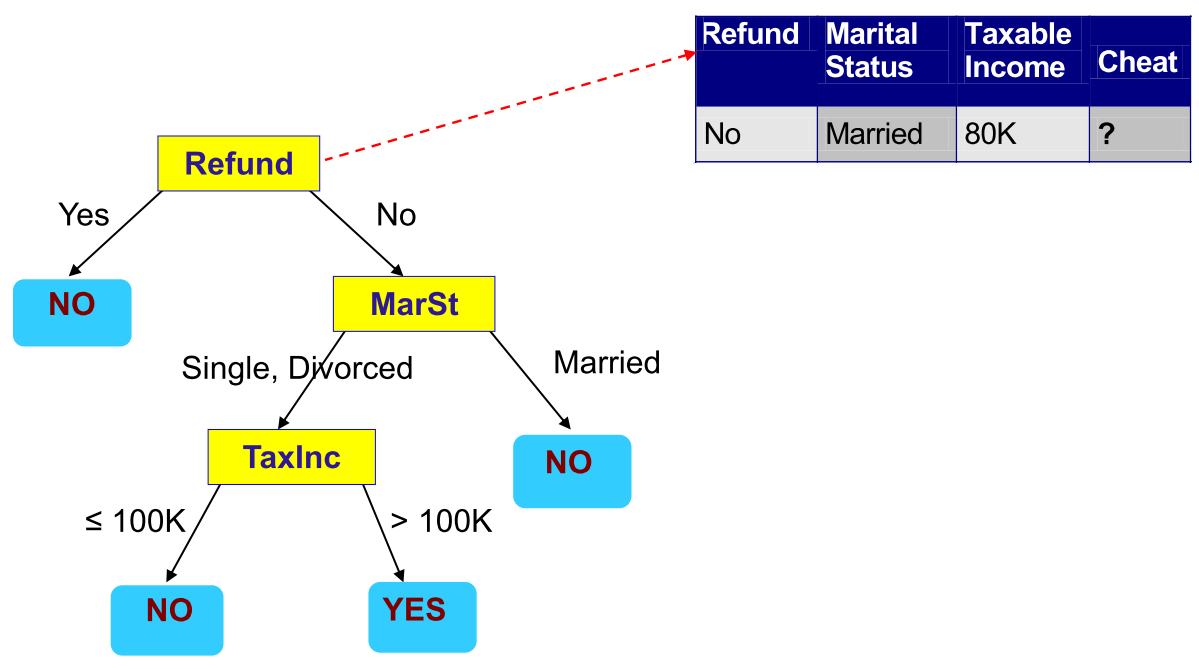 Refund
Marital Status
Taxable Income
Cheat
No
Married
80K
?
Refund
Yes
No
NO
MarSt
Single, Divorced
Married
TaxInc
NO
≤ 100K
> 100K
NO
YES